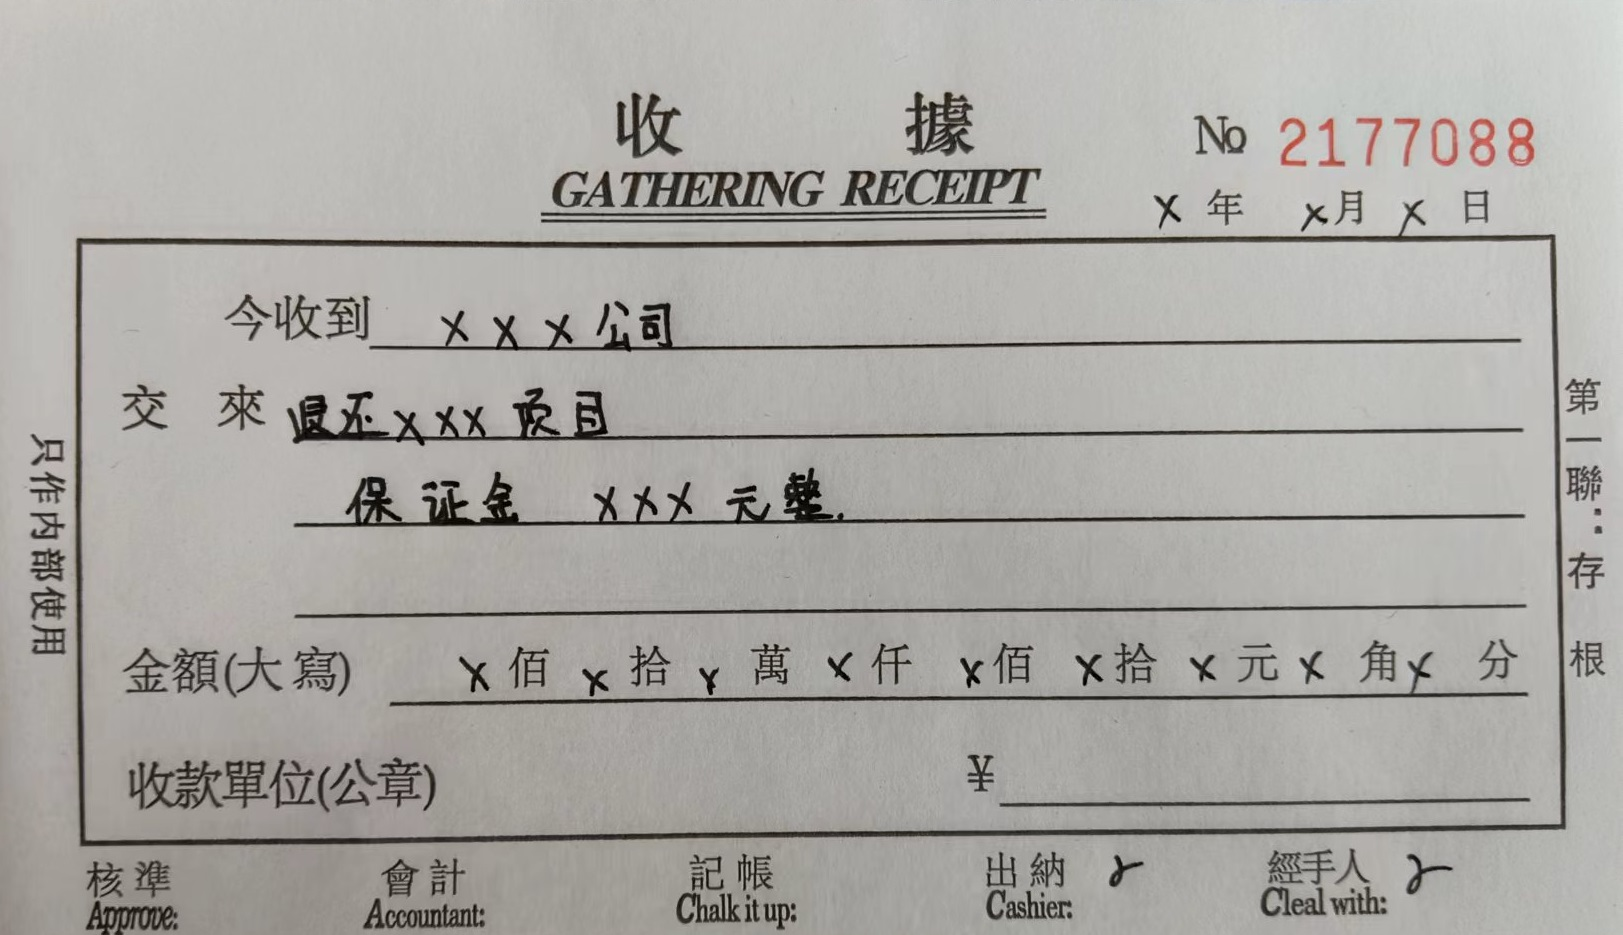 收 據
GATHERING RECEIPT
No 2177088
x 年 x 月 x 日
今收到 x x x 公司
交 來 退还 x x x 项目
保证金 x x x 元整.
金額(大寫) x 佰 x 拾 x 萬 x 仟 x 佰 x 拾 x 元 x 角 x 分
收款單位(公章) ¥
核準 會計 記帳 出納 經手人
Approve: Accountant: Chalk it up: Cashier: Cleal with:
只作内部使用
第一聯：存根